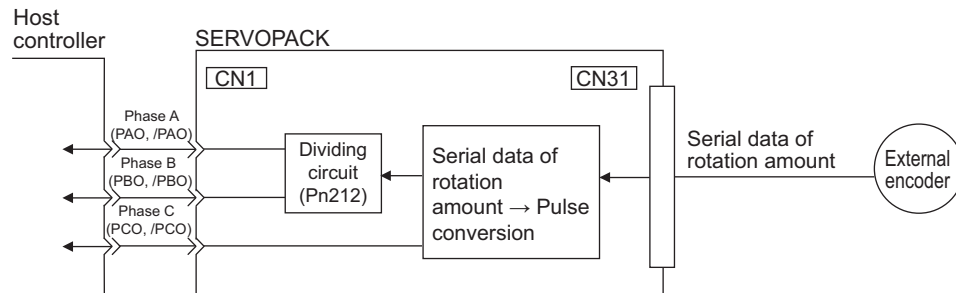 Host
controller
SERVOPACK
CN1
CN31
Phase A
(PAO, /PAO)
Phase B
(PBO, /PBO)
Phase C
(PCO, /PCO)
Dividing
circuit
(Pn212)
Serial data of
rotation
amount → Pulse
conversion
Serial data of
rotation amount
External
encoder